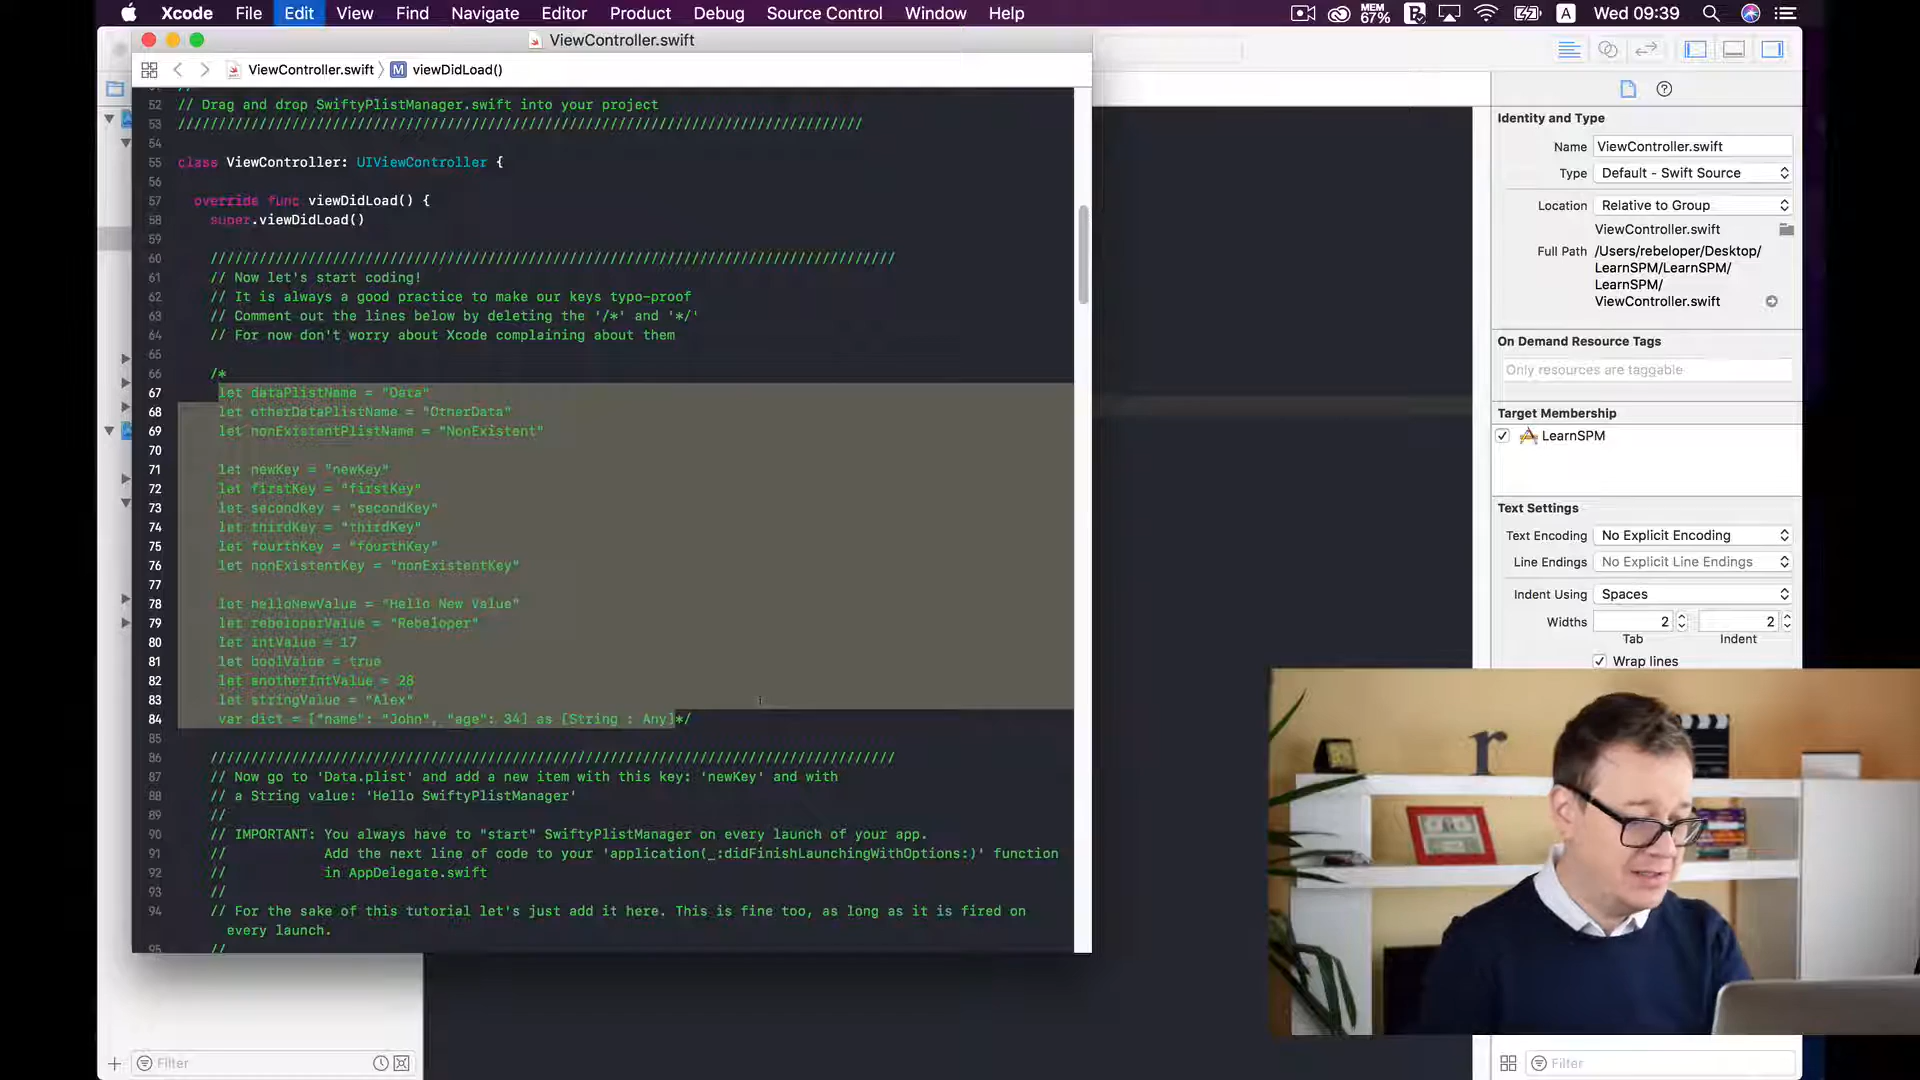 Xcode File Edit View Find Navigate Editor Product Debug Source Control Window Help MEM 67% A Wed 09:39
ViewController.swift
ViewController.swift M viewDidLoad()
52 // Drag and drop SwiftyPlistManager.swift into your project
53 ////////////////////////////////////////////////////////////////////////////////////
54
55 class ViewController: UIViewController {
56
57 override func viewDidLoad() {
58 super.viewDidLoad()
59
60 ////////////////////////////////////////////////////////////////////////////////////
61 // Now let's start coding!
62 // It is always a good practice to make our keys typo-proof
63 // Comment out the lines below by deleting the '/*' and '*/'
64 // For now don't worry about Xcode complaining about them
65
66 /*
67 let dataPlistName = "Data"
68 let otherDataPlistName = "OtherData"
69 let nonExistentPlistName = "NonExistent"
70
71 let newKey = "newKey"
72 let firstKey = "firstKey"
73 let secondKey = "secondKey"
74 let thirdKey = "thirdKey"
75 let fourthKey = "fourthKey"
76 let nonExistentKey = "nonExistentKey"
77
78 let helloNewValue = "Hello New Value"
79 let rebeloperValue = "Rebeloper"
80 let intValue = 17
81 let boolValue = true
82 let anotherIntValue = 28
83 let stringValue = "Alex"
84 var dict = ["name": "John", "age": 34] as [String : Any]*/
85
86 ////////////////////////////////////////////////////////////////////////////////////
87 // Now go to 'Data.plist' and add a new item with this key: 'newKey' and with
88 // a String value: 'Hello SwiftyPlistManager'
89 //
90 // IMPORTANT: You always have to "start" SwiftyPlistManager on every launch of your app.
91 // Add the next line of code to your 'application(_:didFinishLaunchingWithOptions:)' function
92 // in AppDelegate.swift
93 //
94 // For the sake of this tutorial let's just add it here. This is fine too, as long as it is fired on
every launch.
95 //
Filter
Identity and Type
Name ViewController.swift
Type Default - Swift Source
Location Relative to Group
ViewController.swift
Full Path /Users/rebeloper/Desktop/
LearnSPM/LearnSPM/
LearnSPM/
ViewController.swift
On Demand Resource Tags
Only resources are taggable
Target Membership
LearnSPM
Text Settings
Text Encoding No Explicit Encoding
Line Endings No Explicit Line Endings
Indent Using Spaces
Widths 2 2
Tab Indent
Wrap lines
r
Filter